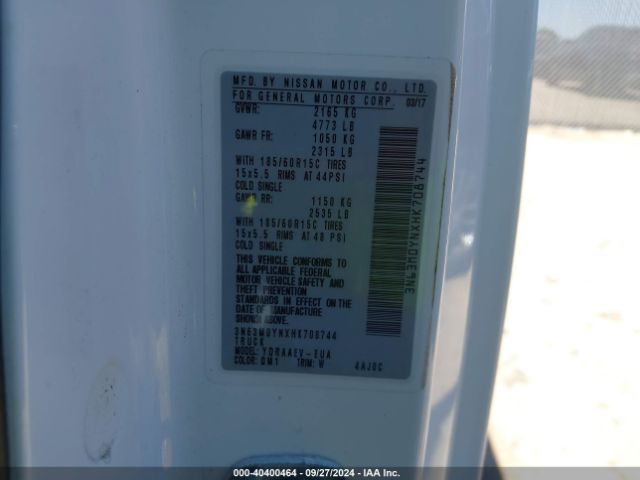 MFD. BY NISSAN MOTOR CO., LTD.
FOR GENERAL MOTORS CORP. 03/17
GVWR: 2165 KG
4773 LB
GAWR FR: 1050 KG
2315 LB
WITH 185/60R15C TIRES
15x5.5 RIMS AT 44PSI
COLD SINGLE
GAWR RR: 1150 KG
2535 LB
WITH 185/60R15C TIRES
15x5.5 RIMS AT 48 PSI
COLD SINGLE
THIS VEHICLE CONFORMS TO
ALL APPLICABLE FEDERAL
MOTOR VEHICLE SAFETY AND
THEFT PREVENTION
STANDARDS IN EFFECT ON THE
DATE OF MANUFACTURE
SHOWN ABOVE.
3N63M0YNXHK708744
TRUCK
MODEL: YDRAAEV-EUA
COLOR: QM1 TRIM: W 4AJ0C
3N63M0YNXHK708744
000-40400464 - 09/27/2024 - IAA Inc.